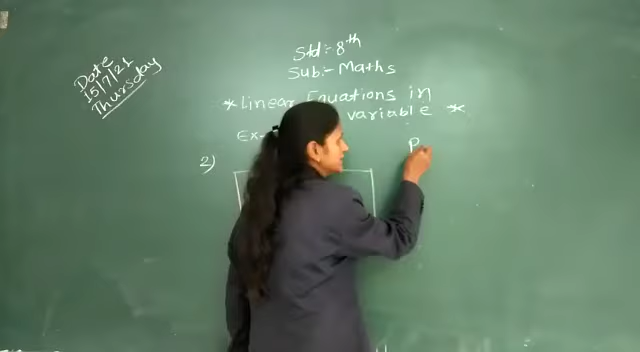 Date
15/7/21
Thursday
Std:- 8th
Sub:- Maths
*Linear Equations in
variable *
Ex-
2)
P